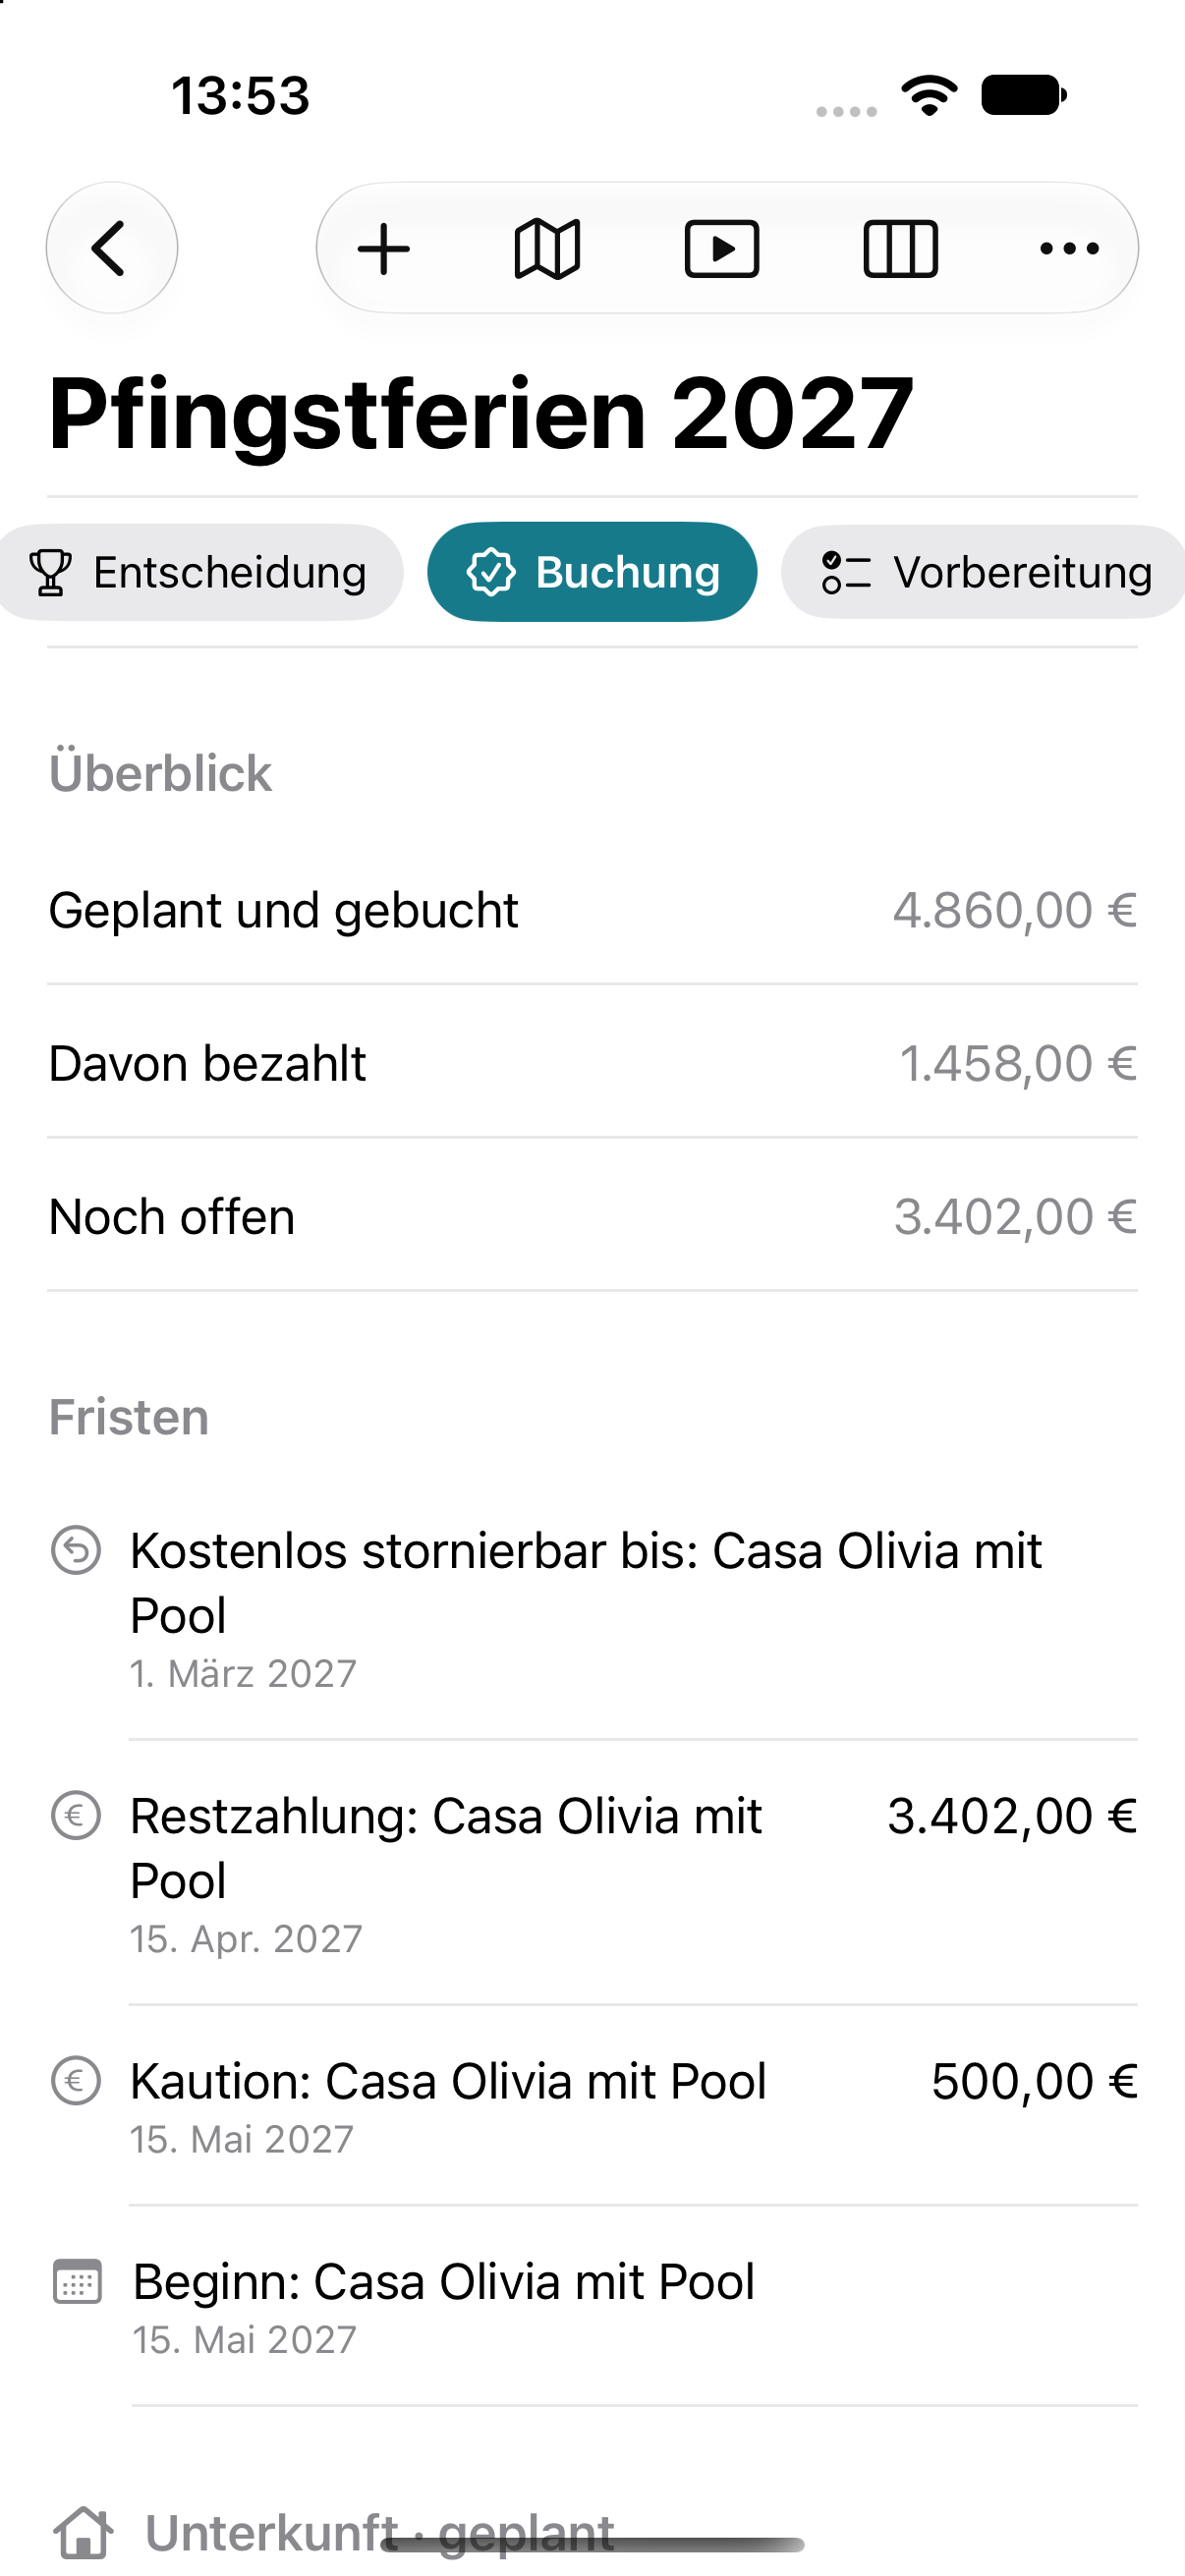 13:53
Pfingstferien 2027
Entscheidung
Buchung
Vorbereitung
Überblick
Geplant und gebucht 4.860,00 €
Davon bezahlt 1.458,00 €
Noch offen 3.402,00 €
Fristen
Kostenlos stornierbar bis: Casa Olivia mit
Pool
1. März 2027
Restzahlung: Casa Olivia mit 3.402,00 €
Pool
15. Apr. 2027
Kaution: Casa Olivia mit Pool 500,00 €
15. Mai 2027
Beginn: Casa Olivia mit Pool
15. Mai 2027
Unterkunft · geplant